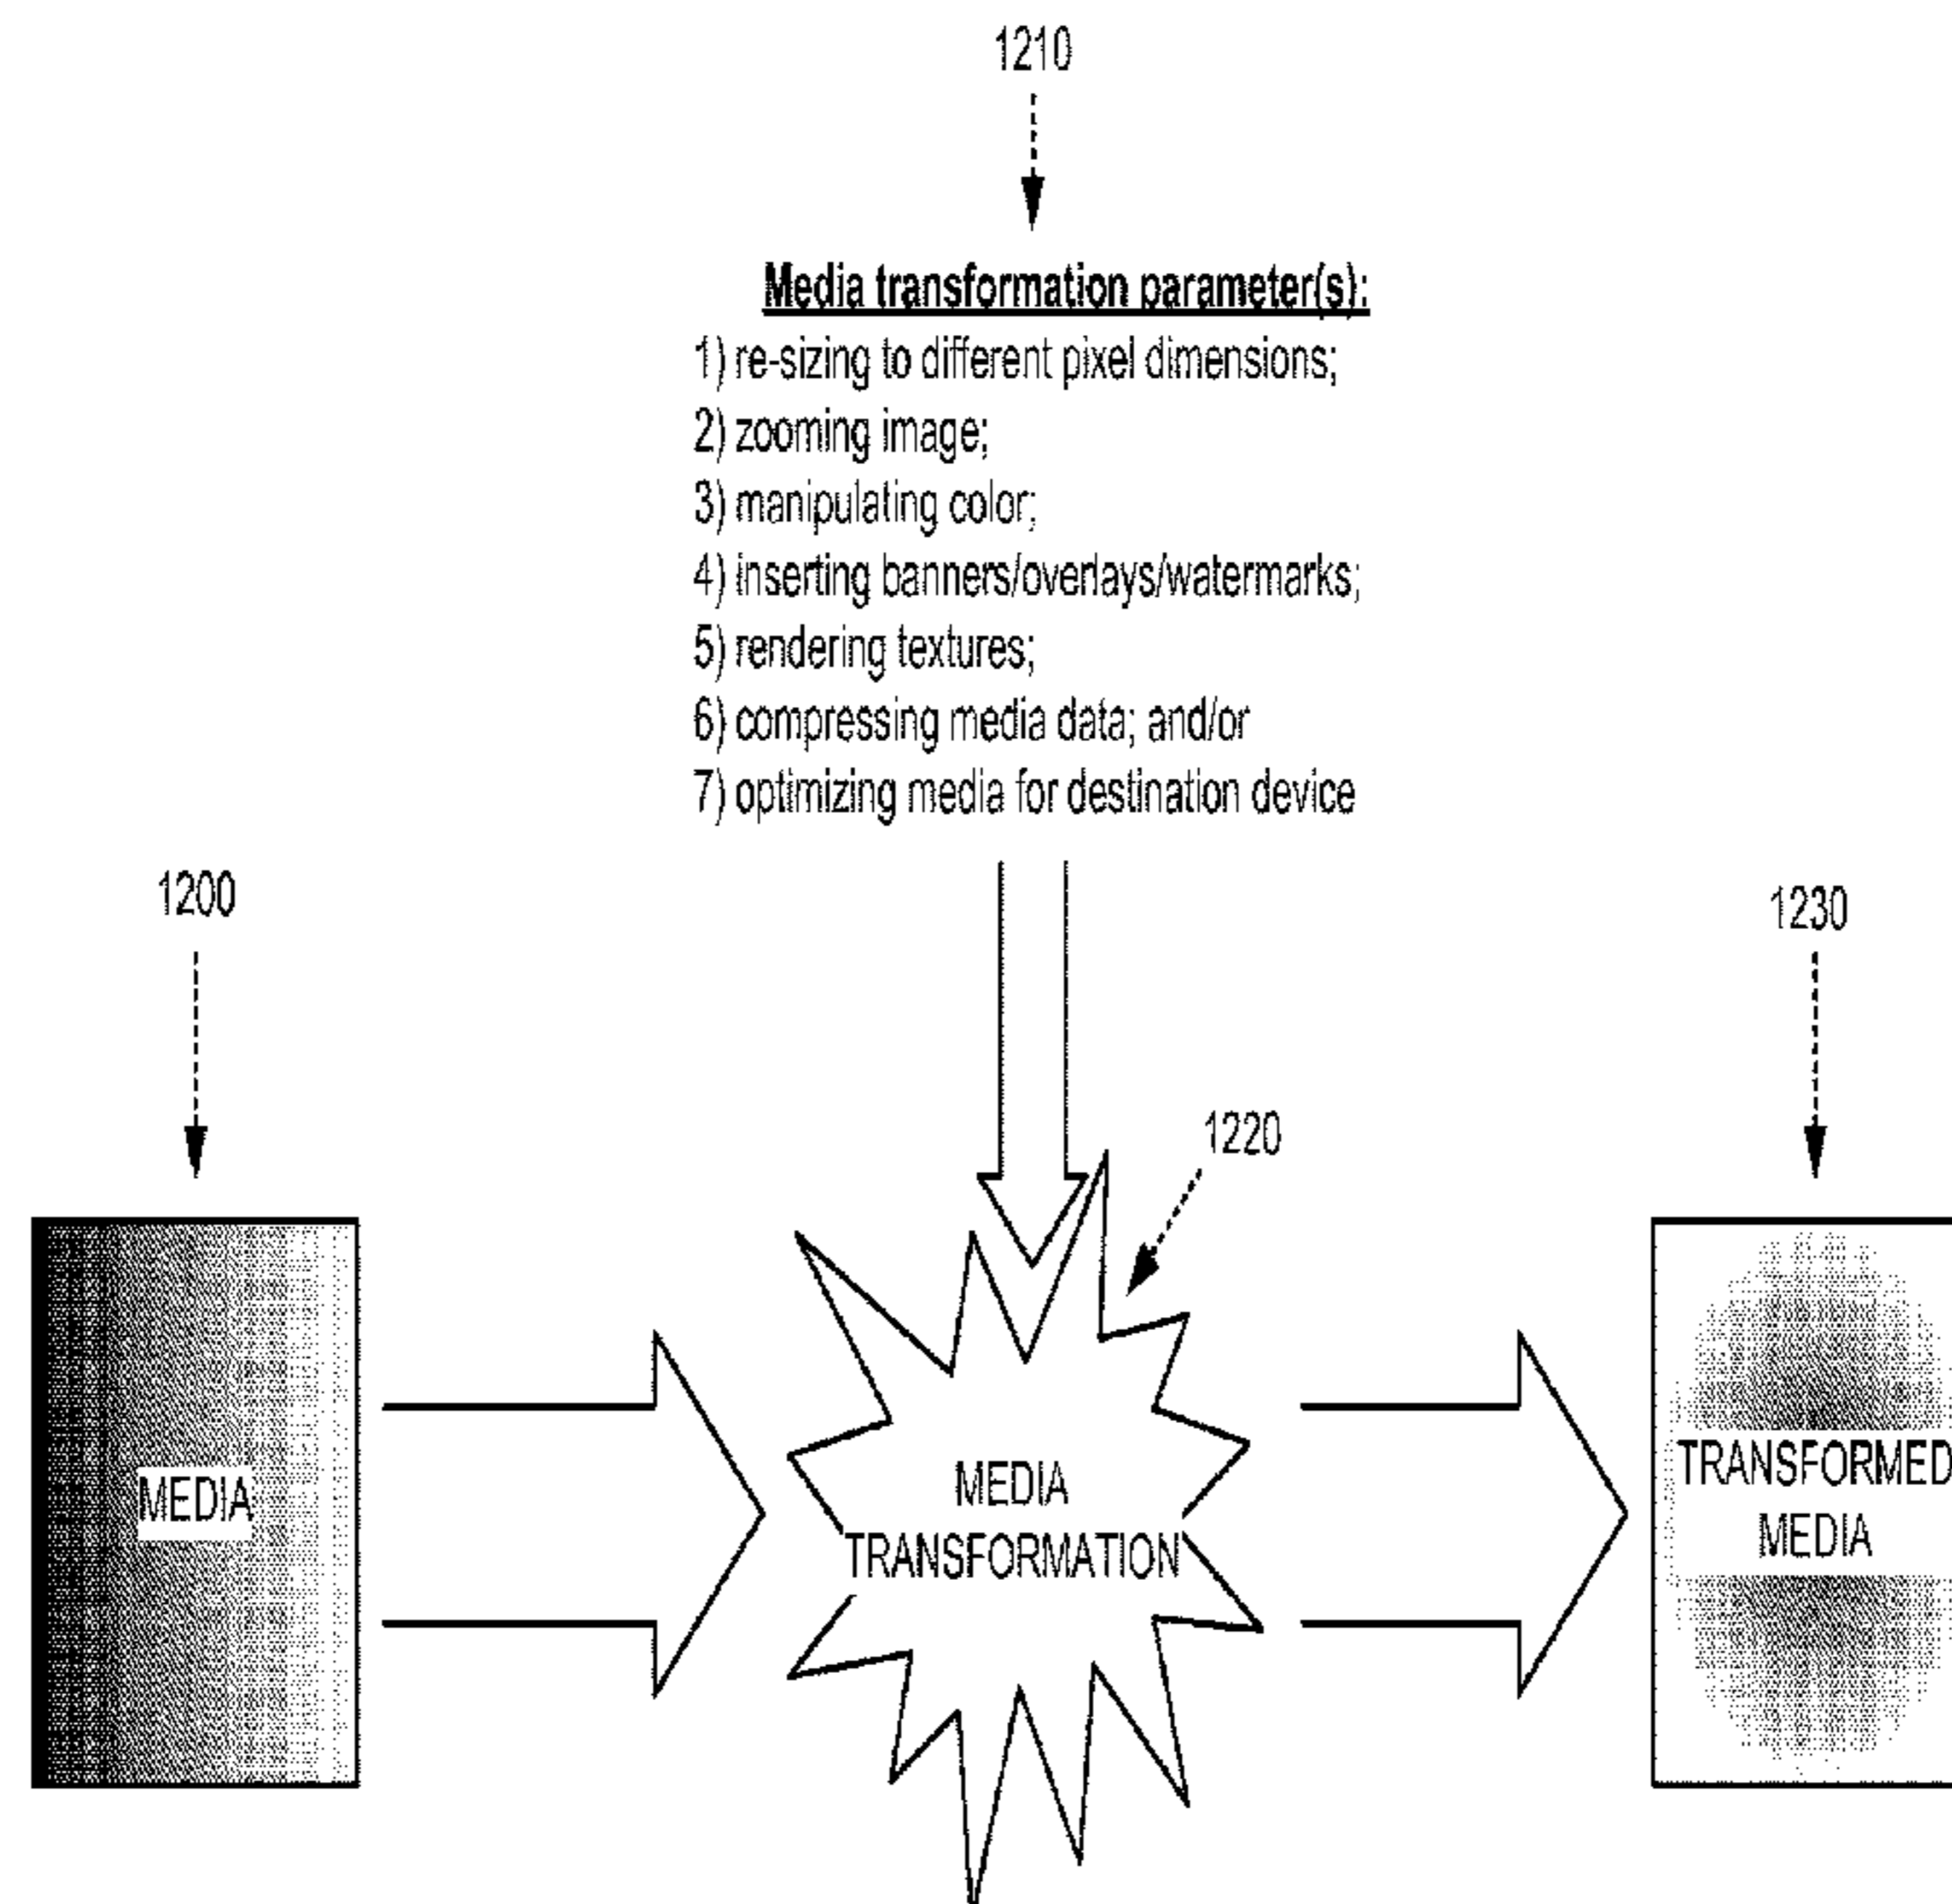 1210
Media transformation parameter(s):
1) re-sizing to different pixel dimensions;
2) zooming image;
3) manipulating color;
4) inserting banners/overlays/watermarks;
5) rendering textures;
6) compressing media data; and/or
7) optimizing media for destination device
1200
1230
1220
MEDIA
MEDIA
TRANSFORMATION
TRANSFORMED
MEDIA